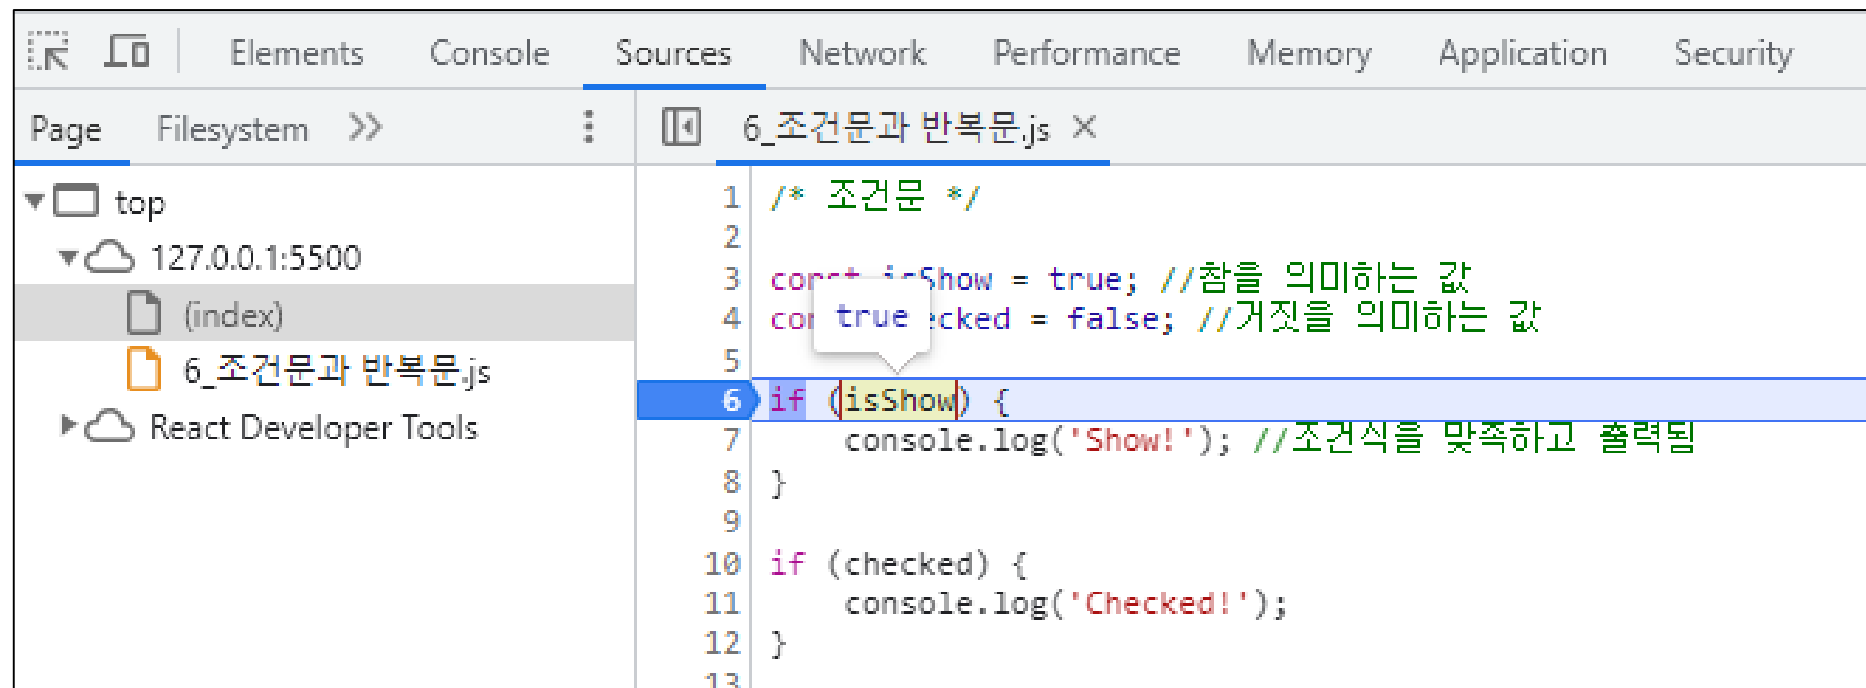 Elements Console Sources Network Performance Memory Application Security
Page Filesystem
top
127.0.0.1:5500
(index)
6_조건문과 반복문.js
React Developer Tools
6_조건문과 반복문.js
1 /* 조건문 */
2
3 const isShow = true; //참을 의미하는 값
true
4 ecked = false; //거짓을 의미하는 값
5
6 if (isShow) {
7 console.log('Show!'); //조건식을 맞족하고 출력됨
8 }
9
10 if (checked) {
11 console.log('Checked!');
12 }
13